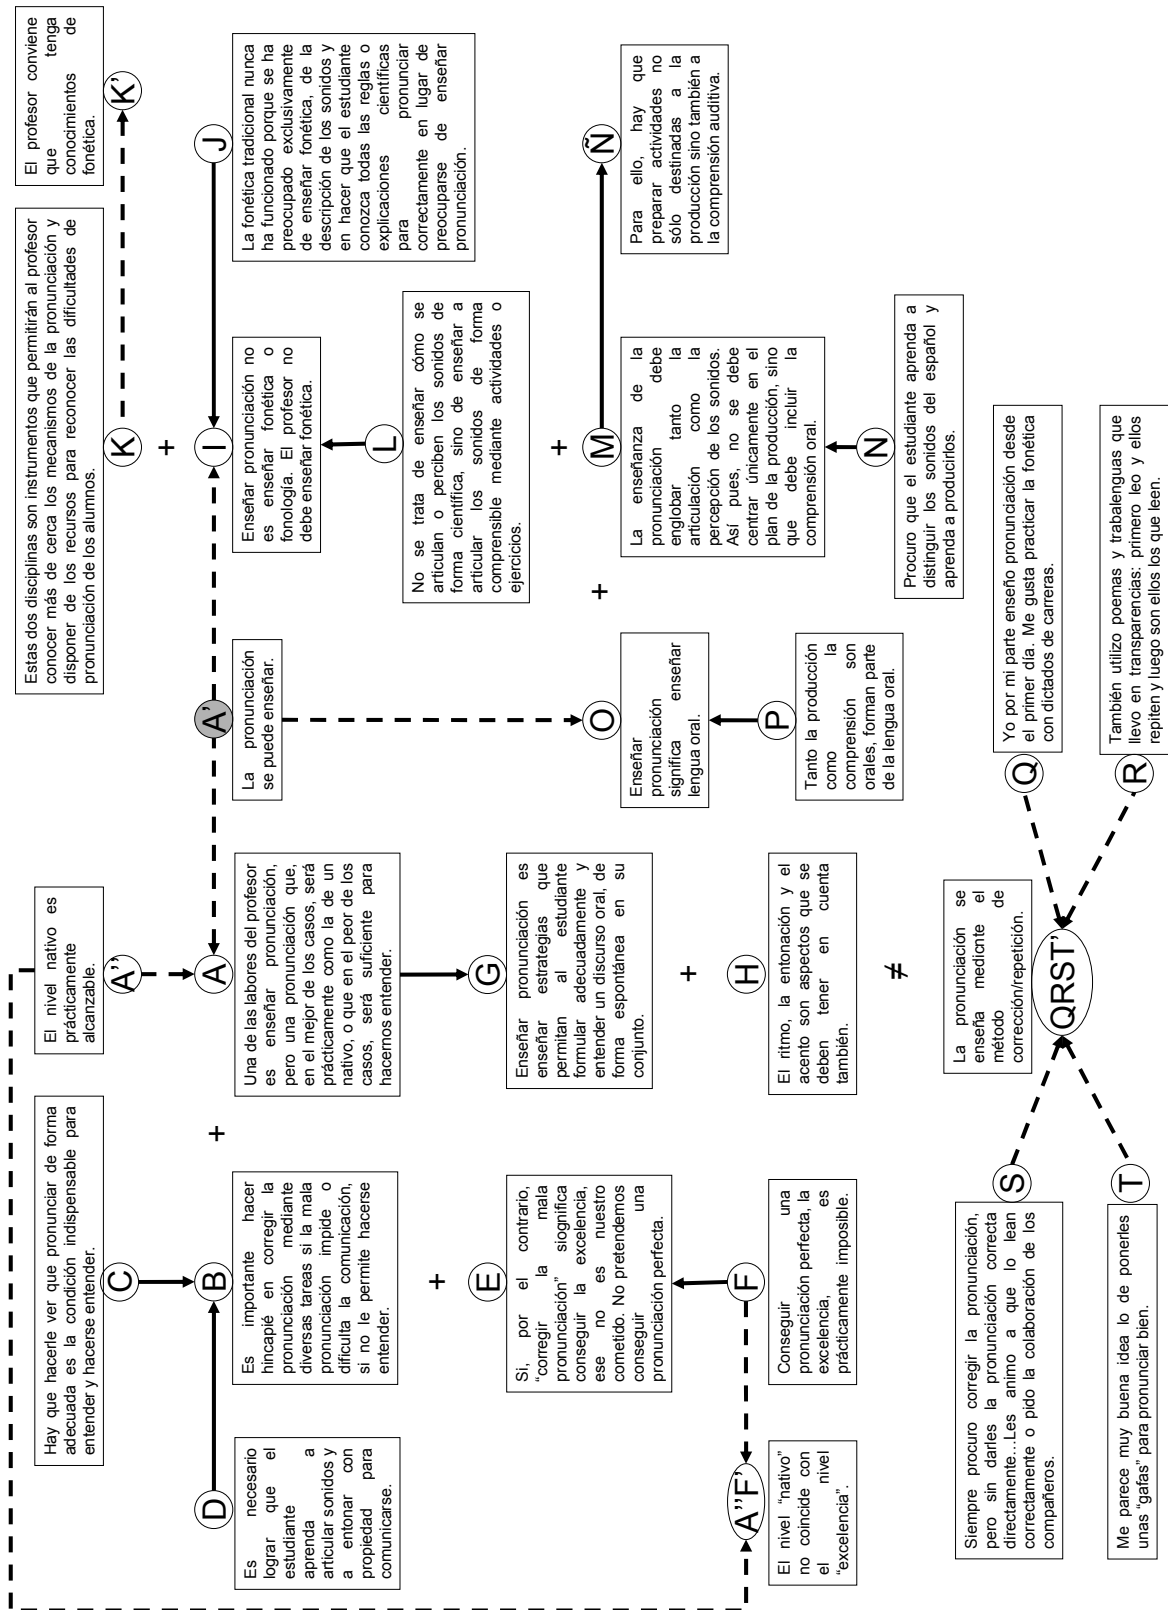 Hay que hacerle ver que pronunciar de forma
adecuada es la condición indispensable para
entender y hacerse entender.
El nivel nativo es
prácticamente
alcanzable.
Estas dos disciplinas son instrumentos que permitirán al profesor
conocer más de cerca los mecanismos de la pronunciación y
disponer de los recursos para reconocer las dificultades de
pronunciación de los alumnos.
El profesor conviene
que tenga
conocimientos de
fonética.
C
A''
K
K'
+
D
B
A
A'
I
J
Es necesario
lograr que el
estudiante
aprenda a
articular sonidos y
a entonar con
propiedad para
comunicarse.
Es importante hacer
hincapié en corregir la
pronunciación mediante
diversas tareas si la mala
pronunciación impide o
dificulta la comunicación,
si no le permite hacerse
entender.
+
Una de las labores del profesor
es enseñar pronunciación,
pero una pronunciación que,
en el mejor de los casos, será
prácticamente como la de un
nativo, o que en el peor de los
casos, será suficiente para
hacernos entender.
La pronunciación
se puede enseñar.
Enseñar pronunciación no
es enseñar fonética o
fonología. El profesor no
debe enseñar fonética.
La fonética tradicional nunca
ha funcionado porque se ha
preocupado exclusivamente
de enseñar fonética, de la
descripción de los sonidos y
en hacer que el estudiante
conozca todas las reglas o
explicaciones científicas
para pronunciar
correctamente en lugar de
preocuparse de enseñar
pronunciación.
L
No se trata de enseñar cómo se
articulan o perciben los sonidos de
forma científica, sino de enseñar a
articular los sonidos de forma
comprensible mediante actividades o
ejercicios.
+
+
E
G
O
+
M
Ñ
Si, por el contrario,
“corregir la mala
pronunciación” siognifica
conseguir la excelencia,
ese no es nuestro
cometido. No pretendemos
conseguir una
pronunciación perfecta.
Enseñar pronunciación es
enseñar estrategias que
permitan al estudiante
formular adecuadamente y
entender un discurso oral, de
forma espontánea en su
conjunto.
Enseñar
pronunciación
significa enseñar
lengua oral.
La enseñanza de la
pronunciación debe
englobar tanto la
articulación como la
percepción de los sonidos.
Así pues, no se debe
centrar únicamente en el
plan de la producción, sino
que debe incluir la
comprensión oral.
Para ello, hay que
preparar actividades no
sólo destinadas a la
producción sino también a
la comprensión auditiva.
+
A''F'
F
H
P
N
El nivel “nativo”
no coincide con
el nivel
“excelencia”.
Conseguir una
pronunciación perfecta, la
excelencia, es
prácticamente imposible.
El ritmo, la entonación y el
acento son aspectos que se
deben tener en cuenta
también.
Tanto la producción
como la
comprensión son
orales, forman parte
de la lengua oral.
Procuro que el estudiante aprenda a
distinguir los sonidos del español y
aprenda a producirlos.
≠
Siempre procuro corregir la pronunciación,
pero sin darles la pronunciación correcta
directamente...Les animo a que lo lean
correctamente o pido la colaboración de los
compañeros.
S
La pronunciación se
enseña mediente el
método de
corrección/repetición.
Q
Yo por mi parte enseño pronunciación desde
el primer día. Me gusta practicar la fonética
con dictados de carreras.
QRST'
T
Me parece muy buena idea lo de ponerles
unas “gafas” para pronunciar bien.
R
También utilizo poemas y trabalenguas que
llevo en transparencias: primero leo y ellos
repiten y luego son ellos los que leen.